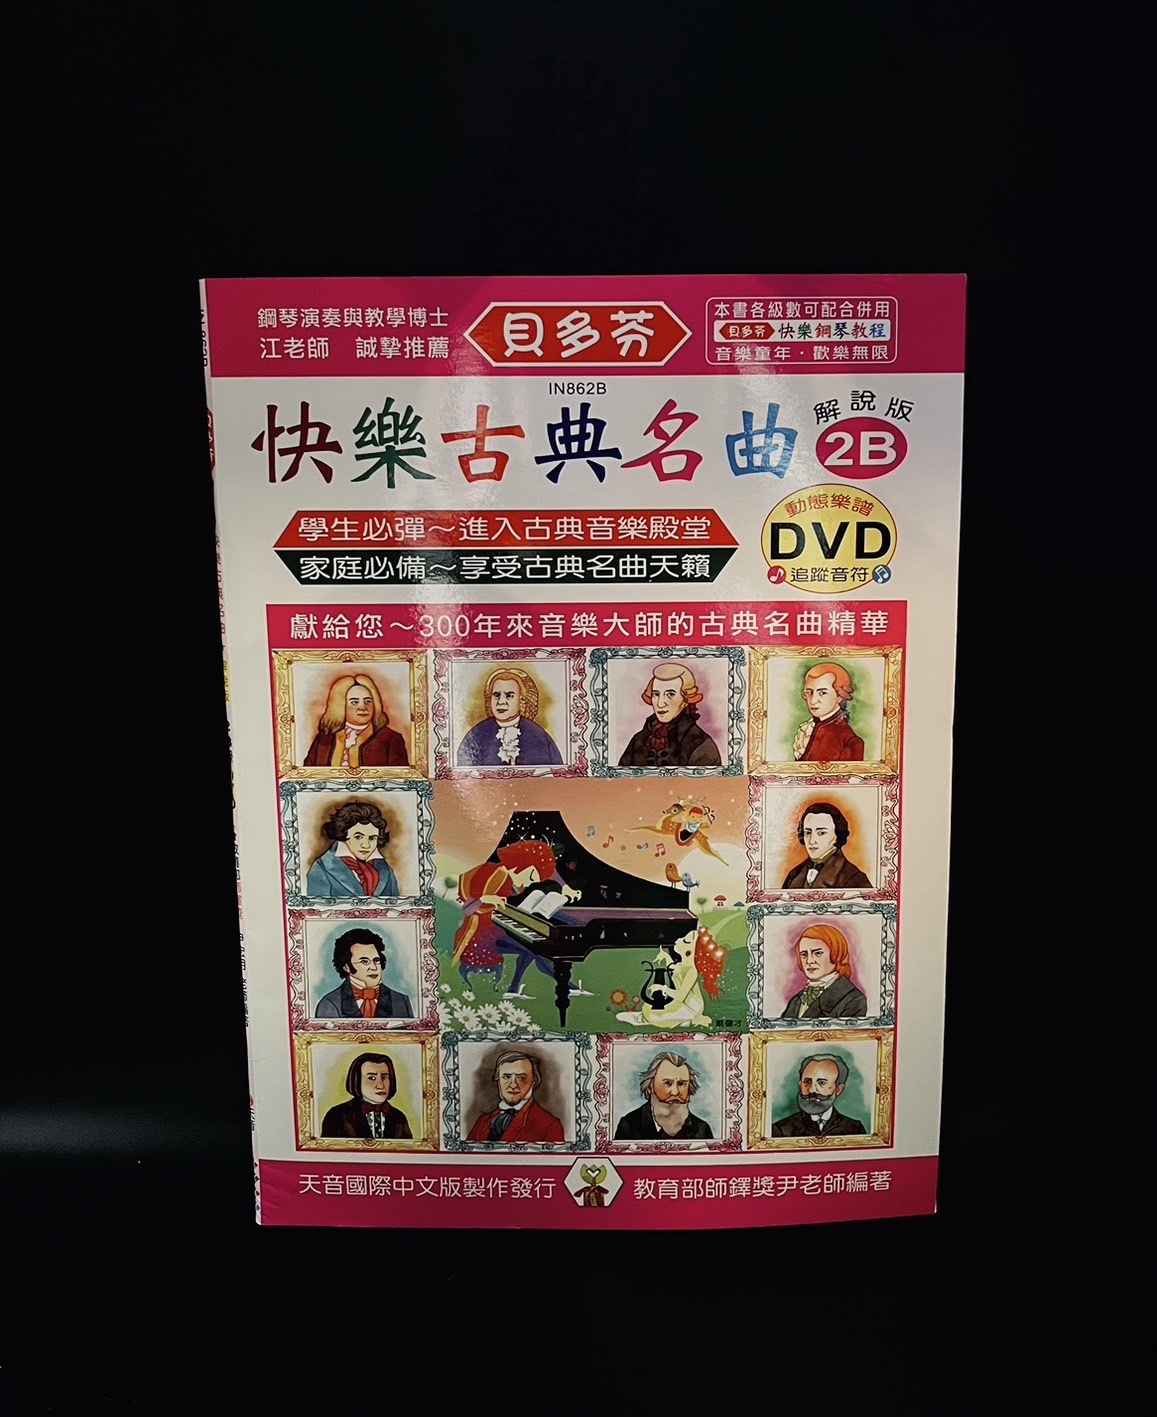 鋼琴演奏與教學博士
江老師 誠摯推薦
貝多芬
本書各級數可配合併用
貝多芬 快樂鋼琴教程
音樂童年・歡樂無限
IN862B
快樂古典名曲
解說版
2B
學生必彈～進入古典音樂殿堂
家庭必備～享受古典名曲天籟
動態樂譜
DVD
追蹤音符
獻給您～300年來音樂大師的古典名曲精華
天音國際中文版製作發行
教育部師鐸獎尹老師編著